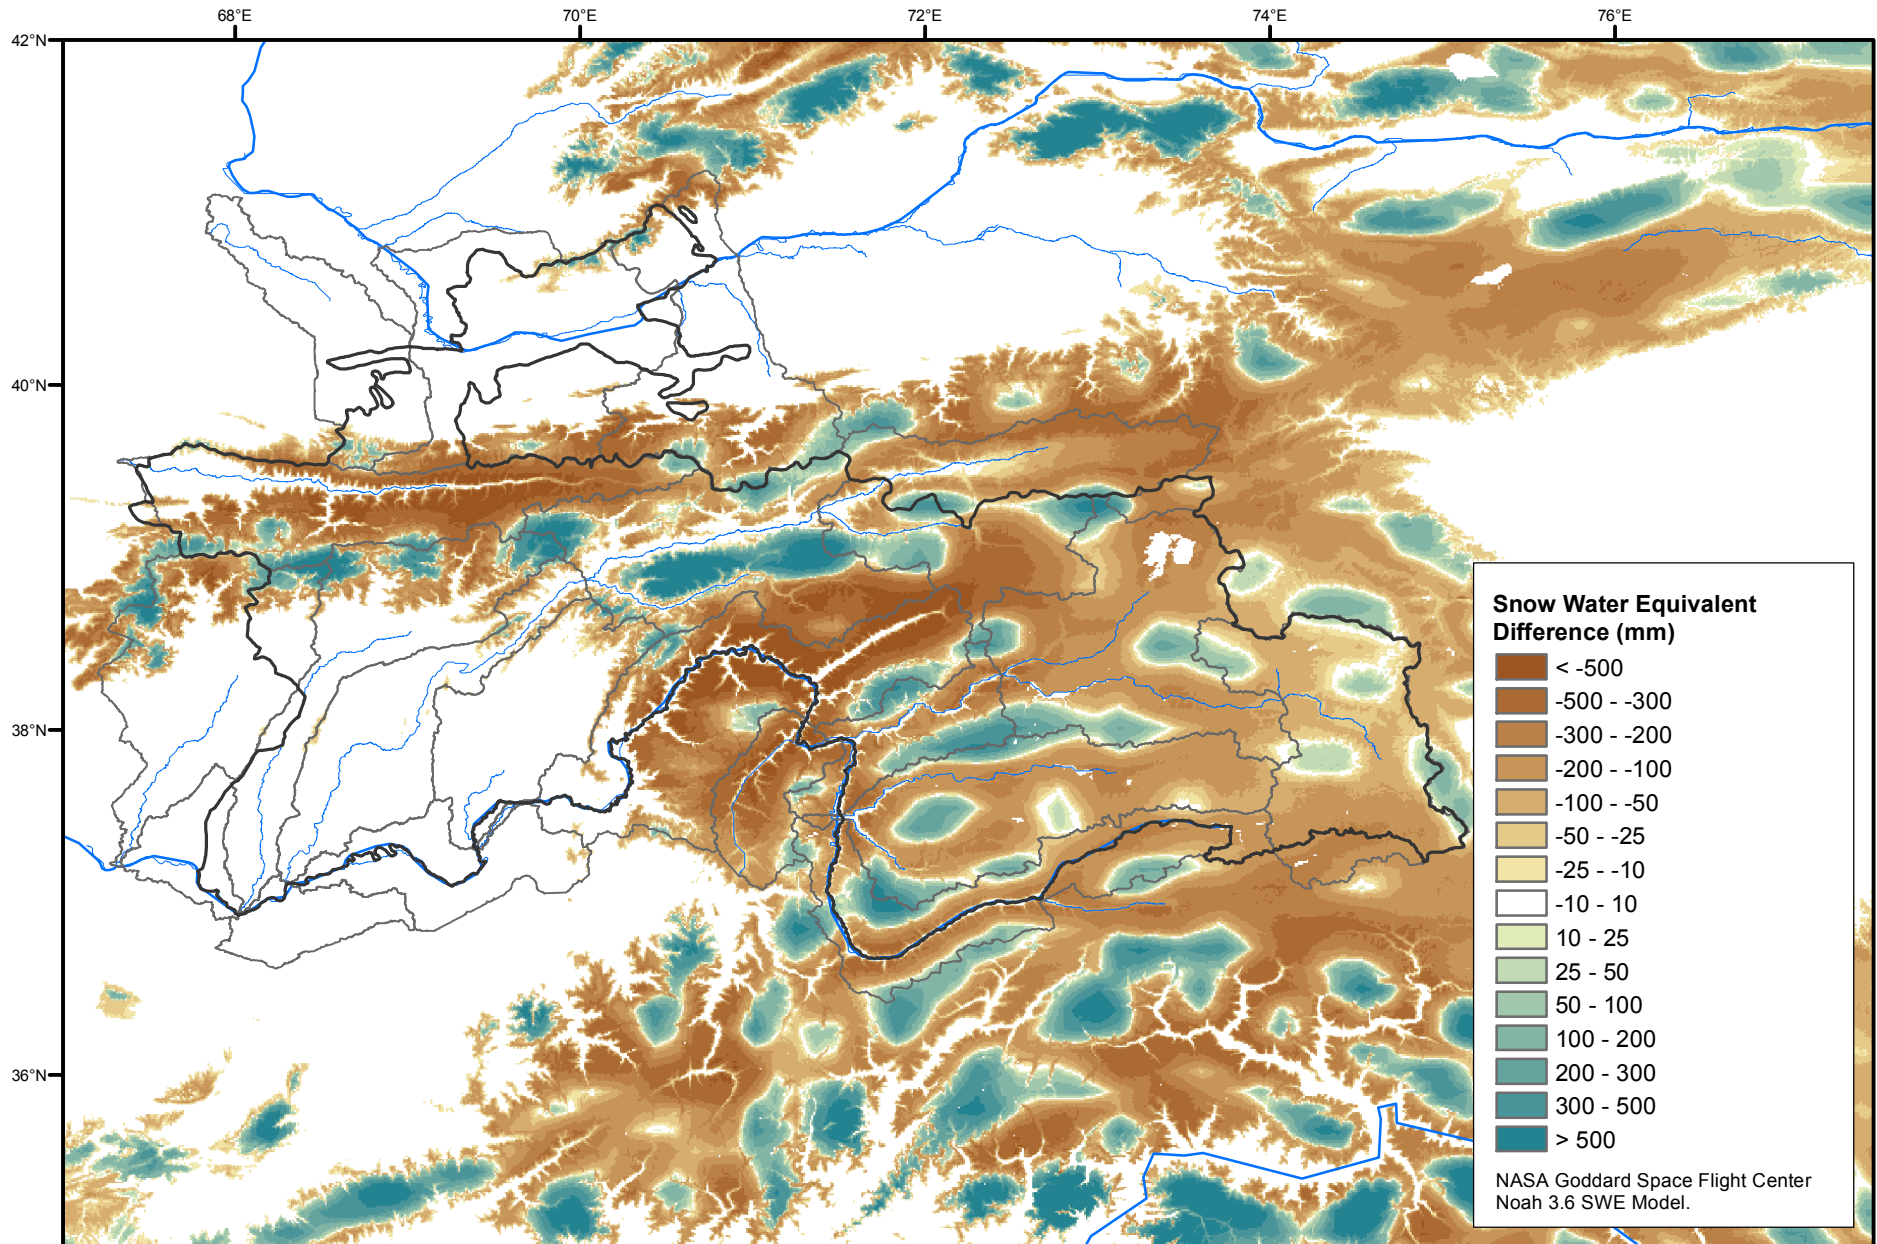 68°E 70°E 72°E 74°E 76°E
42°N
40°N
38°N
36°N
Snow Water Equivalent
Difference (mm)
< -500
-500 - -300
-300 - -200
-200 - -100
-100 - -50
-50 - -25
-25 - -10
-10 - 10
10 - 25
25 - 50
50 - 100
100 - 200
200 - 300
300 - 500
> 500
NASA Goddard Space Flight Center
Noah 3.6 SWE Model.